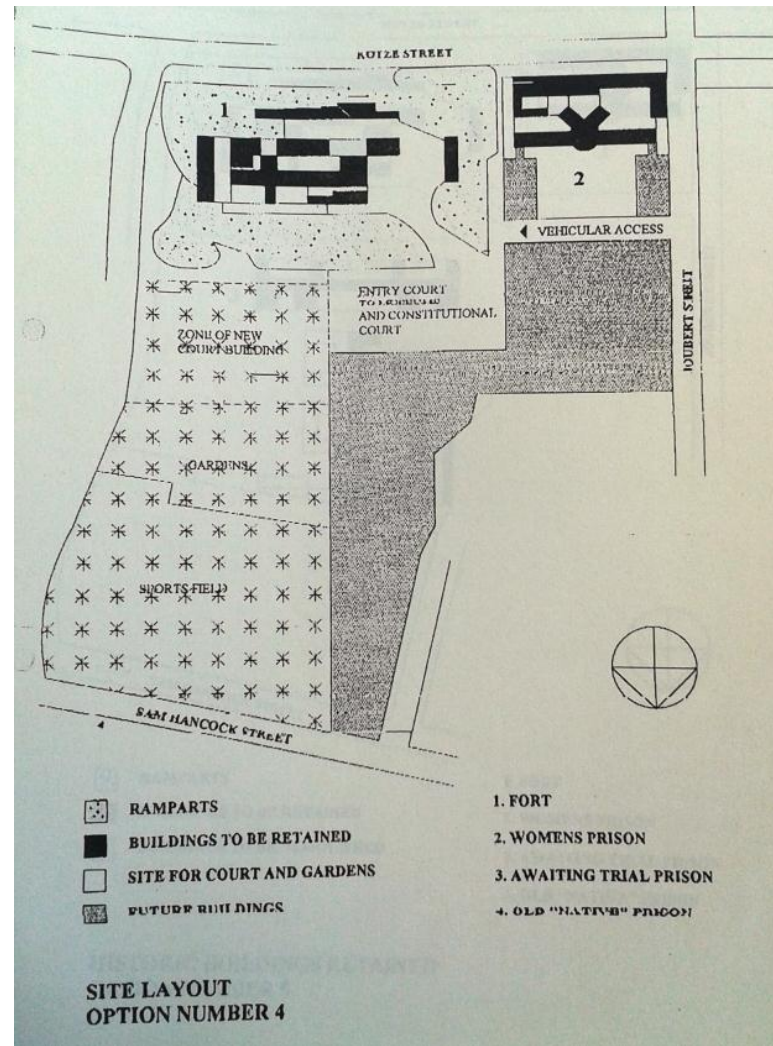 KOTZE STREET
1
2
VEHICULAR ACCESS
ENTRY COURT
AND CONSTITUTIONAL
COURT
JOUBERT STREET
ZONE OF NEW
COURT BUILDING
GARDENS
SPORTS FIELD
SAM HANCOCK STREET
RAMPARTS
BUILDINGS TO BE RETAINED
SITE FOR COURT AND GARDENS
FUTURE BUILDINGS
1. FORT
2. WOMENS PRISON
3. AWAITING TRIAL PRISON
4. OLD "NATIVE" PRISON
SITE LAYOUT
OPTION NUMBER 4